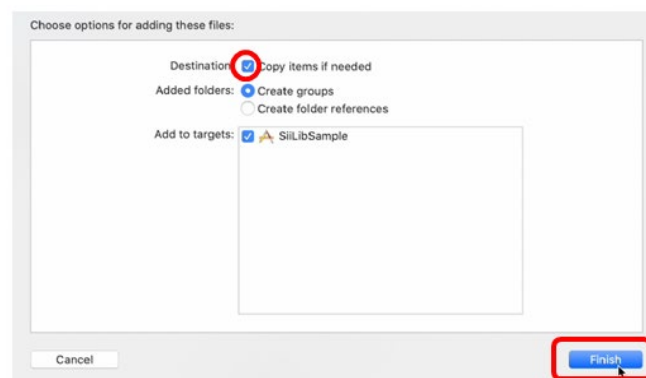 Choose options for adding these files:
Destination: Copy items if needed
Added folders: Create groups
Create folder references
Add to targets: SiiLibSample
Cancel Finish